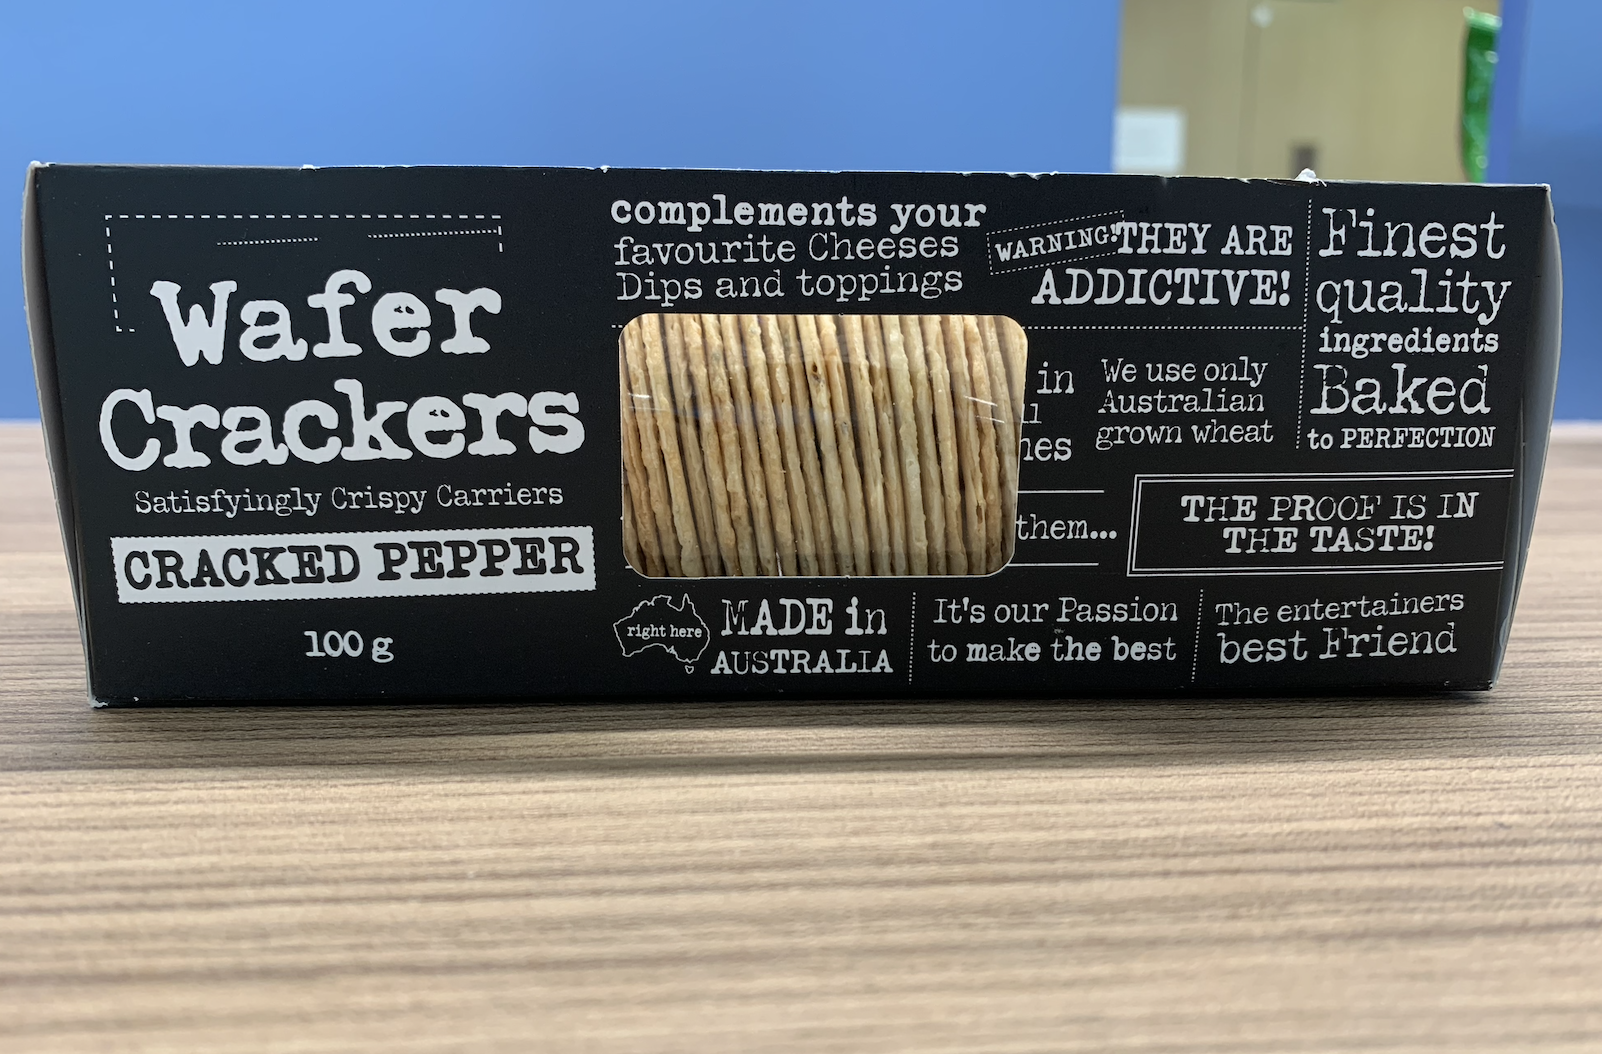 Wafer
Crackers
Satisfyingly Crispy Carriers
CRACKED PEPPER
100 g
complements your
favourite Cheeses
Dips and toppings
WARNING! THEY ARE
ADDICTIVE!
Finest
quality
ingredients
Baked
to PERFECTION
in
We use only
Australian
grown wheat
them...
THE PROOF IS IN
THE TASTE!
right here
MADE in
AUSTRALIA
It's our Passion
to make the best
The entertainers
best Friend